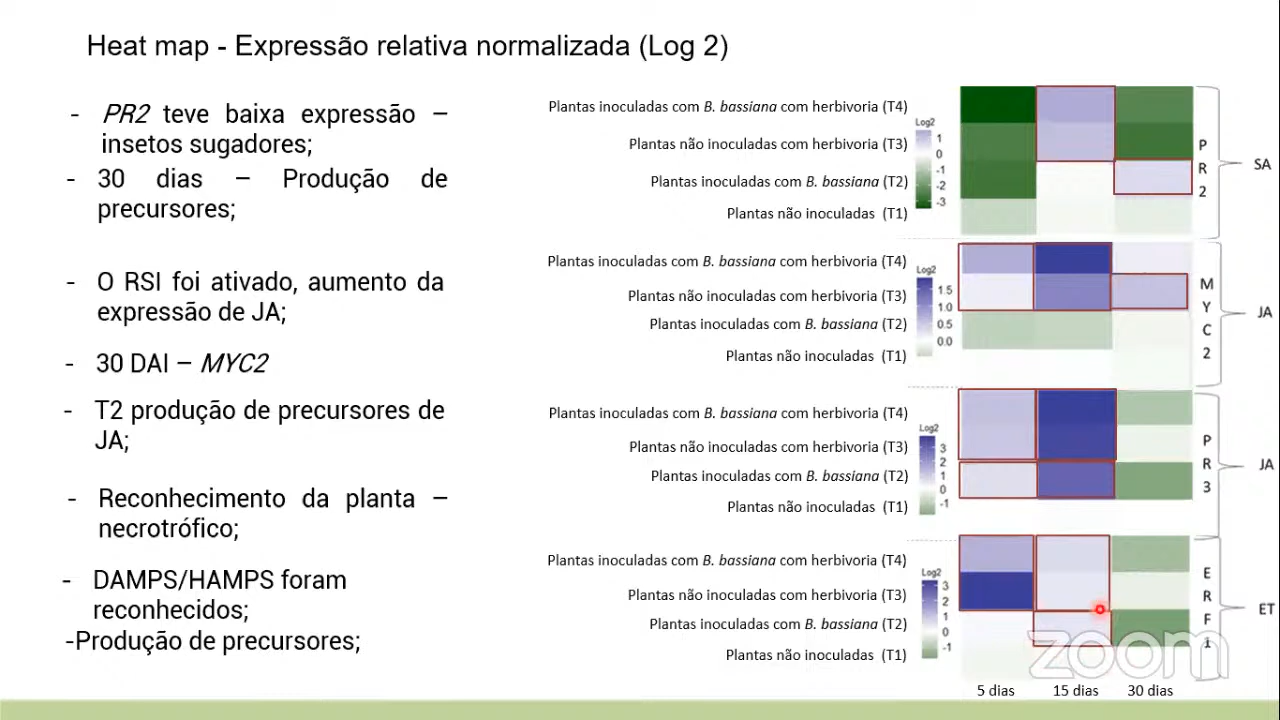 Heat map - Expressão relativa normalizada (Log 2)
- PR2 teve baixa expressão –
insetos sugadores;
- 30 dias – Produção de
precursores;
- O RSI foi ativado, aumento da
expressão de JA;
- 30 DAI – MYC2
- T2 produção de precursores de
JA;
- Reconhecimento da planta –
necrotrófico;
- DAMPS/HAMPS foram
reconhecidos;
-Produção de precursores;
Plantas inoculadas com B. bassiana com herbivoria (T4)
Plantas não inoculadas com herbivoria (T3)
Plantas inoculadas com B. bassiana (T2)
Plantas não inoculadas (T1)
Log2
1
0
-1
-2
-3
P
R
2
SA
Plantas inoculadas com B. bassiana com herbivoria (T4)
Plantas não inoculadas com herbivoria (T3)
Plantas inoculadas com B. bassiana (T2)
Plantas não inoculadas (T1)
Log2
1.5
1.0
0.5
0.0
M
Y
C
2
JA
Plantas inoculadas com B. bassiana com herbivoria (T4)
Plantas não inoculadas com herbivoria (T3)
Plantas inoculadas com B. bassiana (T2)
Plantas não inoculadas (T1)
Log2
3
2
1
0
-1
P
R
3
JA
Plantas inoculadas com B. bassiana com herbivoria (T4)
Plantas não inoculadas com herbivoria (T3)
Plantas inoculadas com B. bassiana (T2)
Plantas não inoculadas (T1)
Log2
3
2
1
0
-1
E
R
F
1
ET
5 dias 15 dias 30 dias
zoom